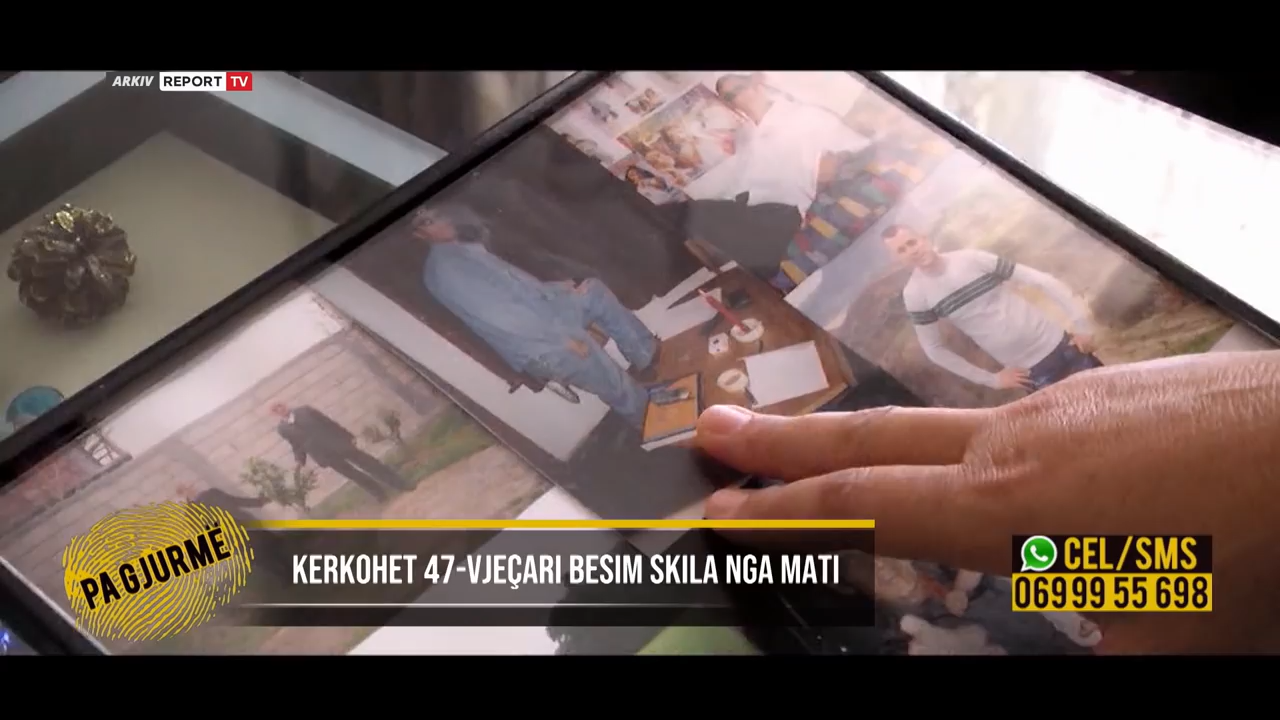 ARKIV REPORT TV
PA GJURMË
KERKOHET 47-VJEÇARI BESIM SKILA NGA MATI
CEL/SMS
069 99 55 698